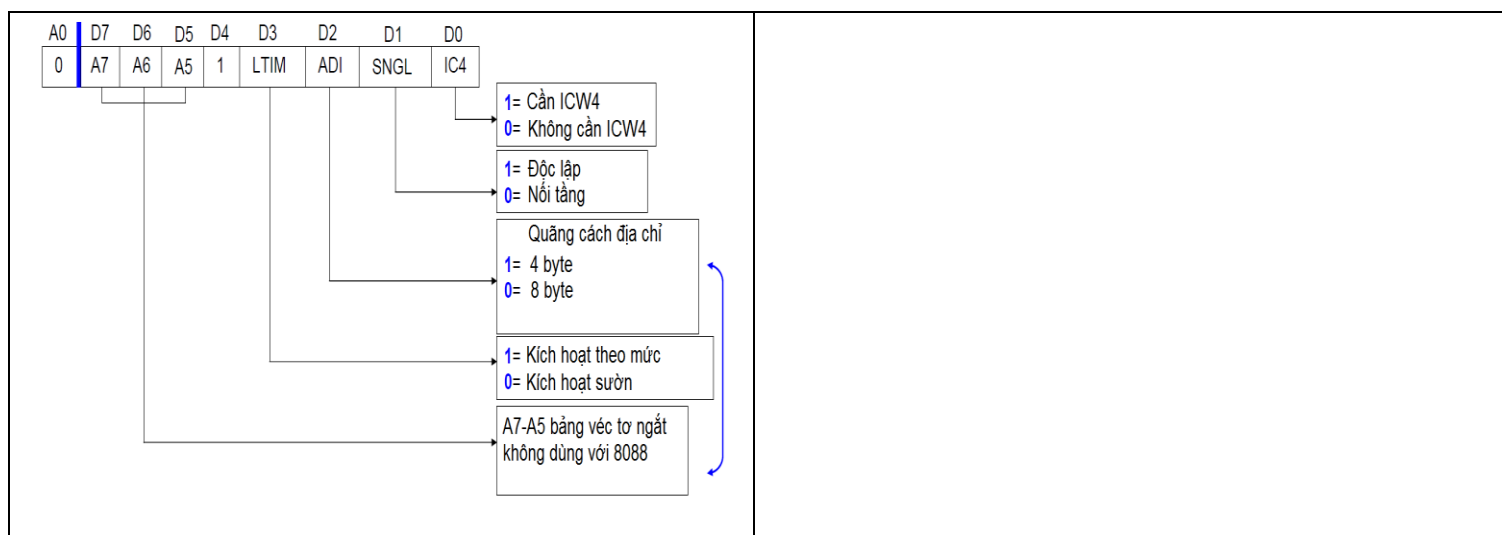 A0 D7 D6 D5 D4 D3 D2 D1 D0
0 A7 A6 A5 1 LTIM ADI SNGL IC4
1= Cần ICW4
0= Không cần ICW4
1= Độc lập
0= Nối tầng
Quãng cách địa chỉ
1= 4 byte
0= 8 byte
1= Kích hoạt theo mức
0= Kích hoạt sườn
A7-A5 bảng véc tơ ngắt
không dùng với 8088